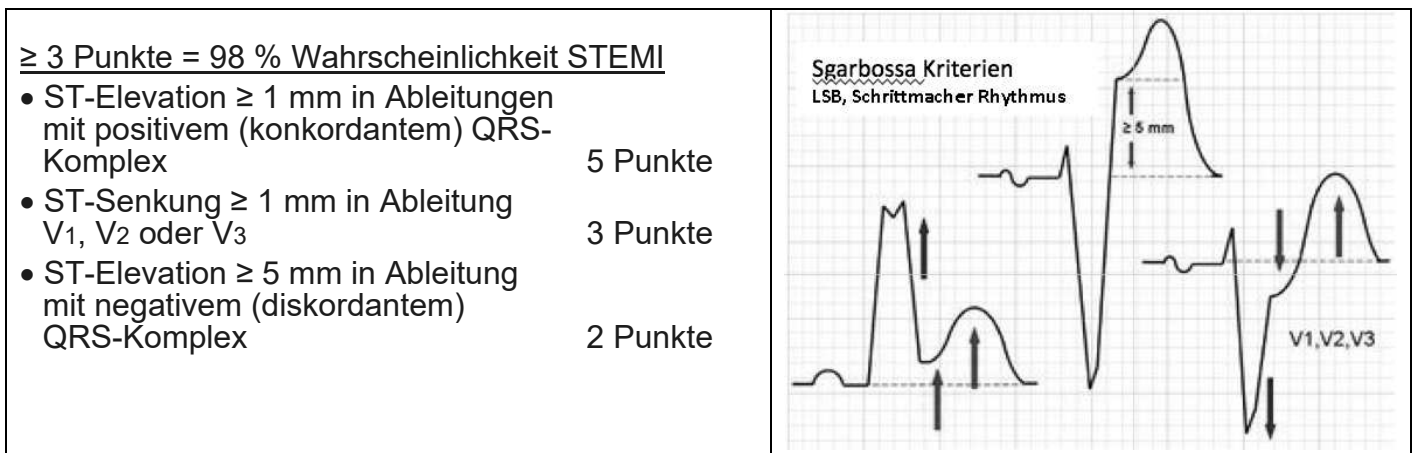 ≥ 3 Punkte = 98 % Wahrscheinlichkeit STEMI
• ST-Elevation ≥ 1 mm in Ableitungen
mit positivem (konkordantem) QRS-
Komplex 5 Punkte
• ST-Senkung ≥ 1 mm in Ableitung
V1, V2 oder V3 3 Punkte
• ST-Elevation ≥ 5 mm in Ableitung
mit negativem (diskordantem)
QRS-Komplex 2 Punkte
Sgarbossa Kriterien
LSB, Schrittmacher Rhythmus
≥ 5 mm
V1,V2,V3